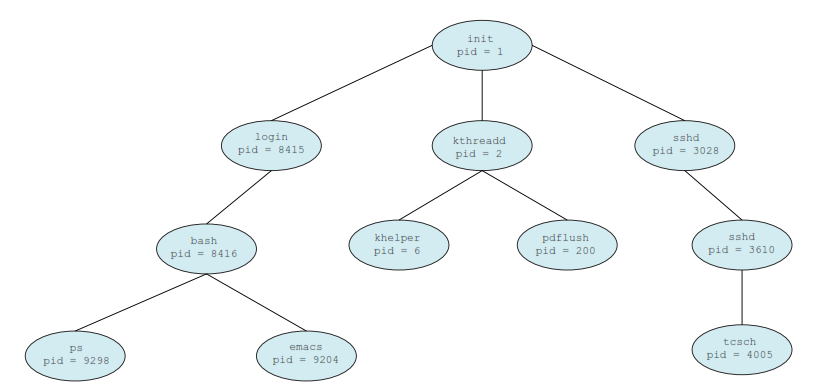 init
pid = 1
login
pid = 8415
kthreadd
pid = 2
sshd
pid = 3028
bash
pid = 8416
khelper
pid = 6
pdflush
pid = 200
sshd
pid = 3610
ps
pid = 9298
emacs
pid = 9204
tcsch
pid = 4005